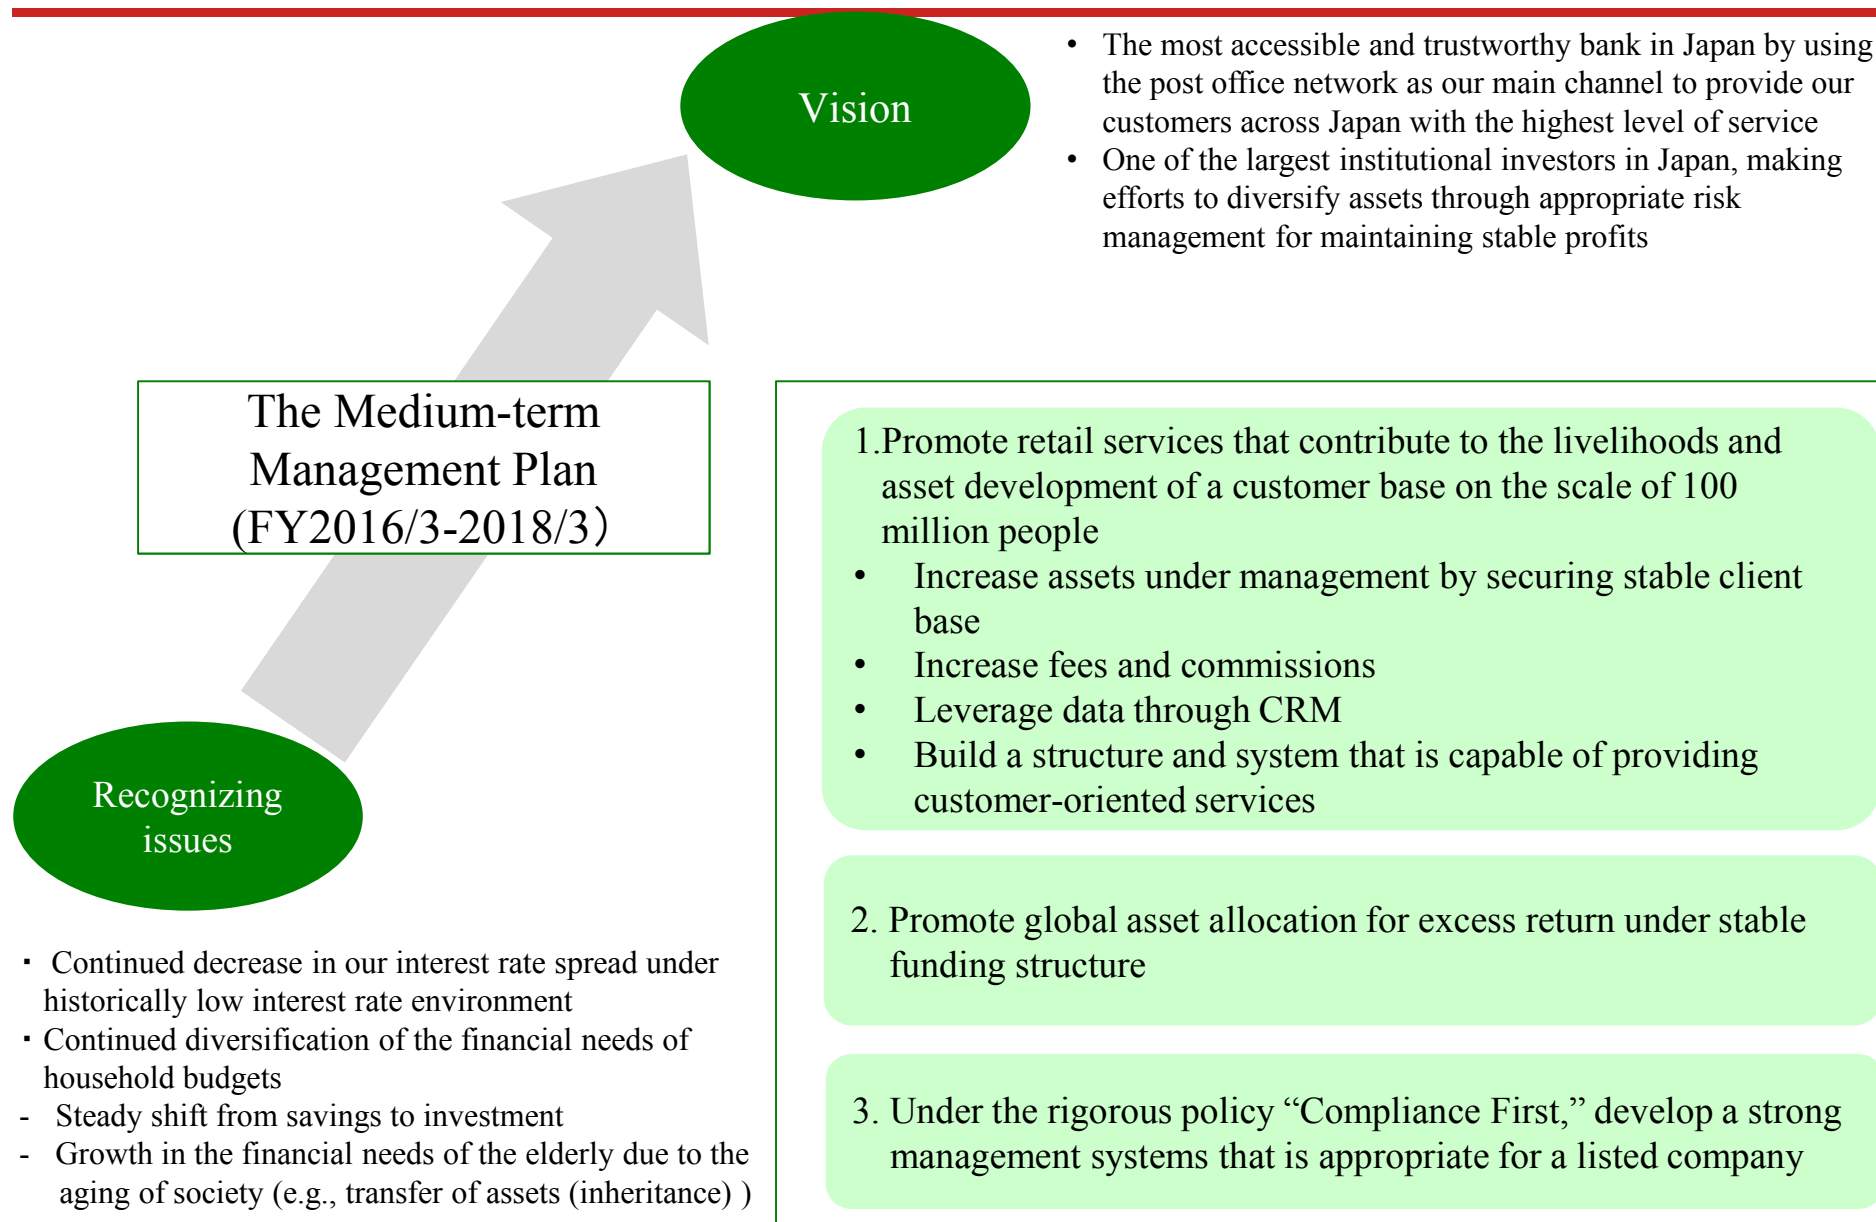 Vision
• The most accessible and trustworthy bank in Japan by using
the post office network as our main channel to provide our
customers across Japan with the highest level of service
• One of the largest institutional investors in Japan, making
efforts to diversify assets through appropriate risk
management for maintaining stable profits
The Medium-term
Management Plan
(FY2016/3-2018/3）
Recognizing
issues
・ Continued decrease in our interest rate spread under
historically low interest rate environment
・Continued diversification of the financial needs of
household budgets
- Steady shift from savings to investment
- Growth in the financial needs of the elderly due to the
aging of society (e.g., transfer of assets (inheritance) )
1.Promote retail services that contribute to the livelihoods and
asset development of a customer base on the scale of 100
million people
• Increase assets under management by securing stable client
base
• Increase fees and commissions
• Leverage data through CRM
• Build a structure and system that is capable of providing
customer-oriented services
2. Promote global asset allocation for excess return under stable
funding structure
3. Under the rigorous policy “Compliance First,” develop a strong
management systems that is appropriate for a listed company